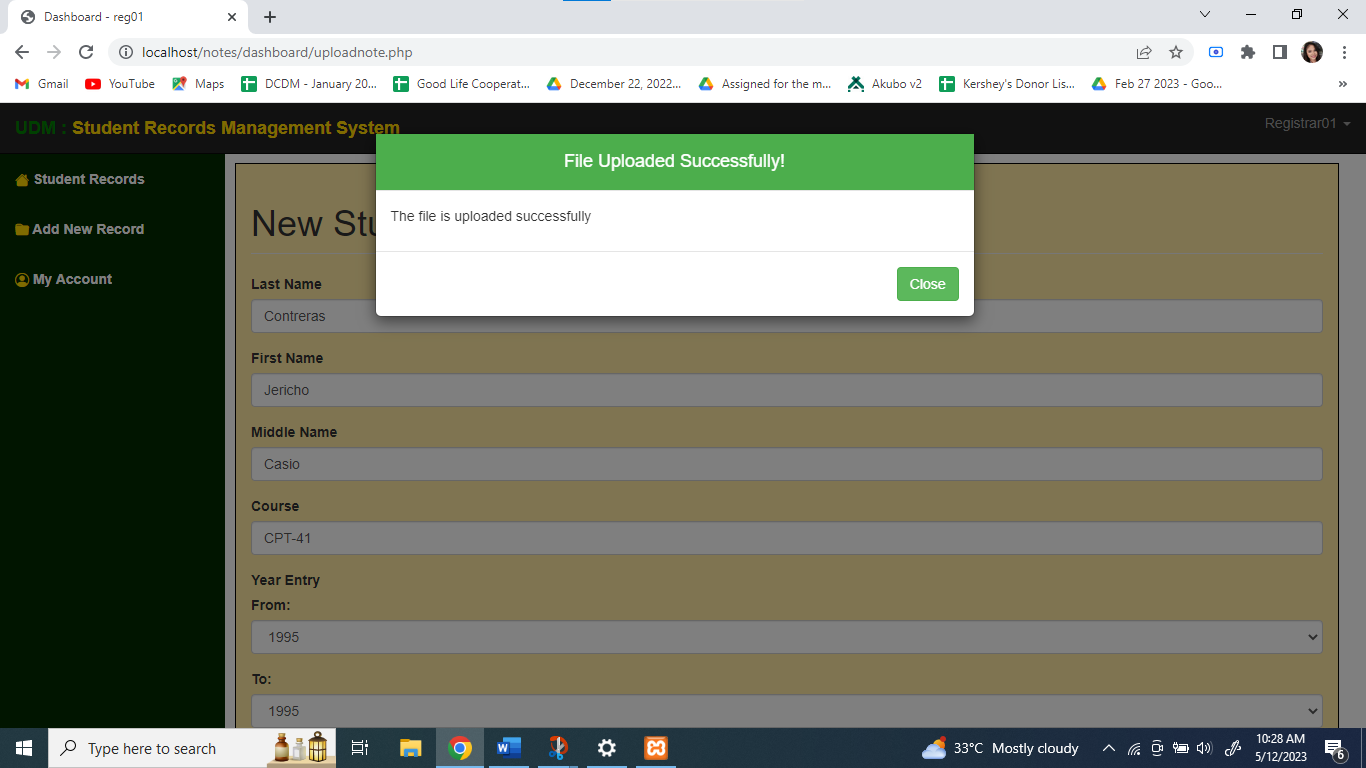 Dashboard - reg01
localhost/notes/dashboard/uploadnote.php
Gmail YouTube Maps DCDM - January 20... Good Life Cooperat... December 22, 2022... Assigned for the m... Akubo v2 Kershey's Donor Lis... Feb 27 2023 - Goo... »
UDM : Student Records Management System
Registrar01
File Uploaded Successfully!
The file is uploaded successfully
Close
Student Records
Add New Record
My Account
New Stu
Last Name
Contreras
First Name
Jericho
Middle Name
Casio
Course
CPT-41
Year Entry
From:
1995
To:
1995
Type here to search
33°C Mostly cloudy
10:28 AM
5/12/2023
6